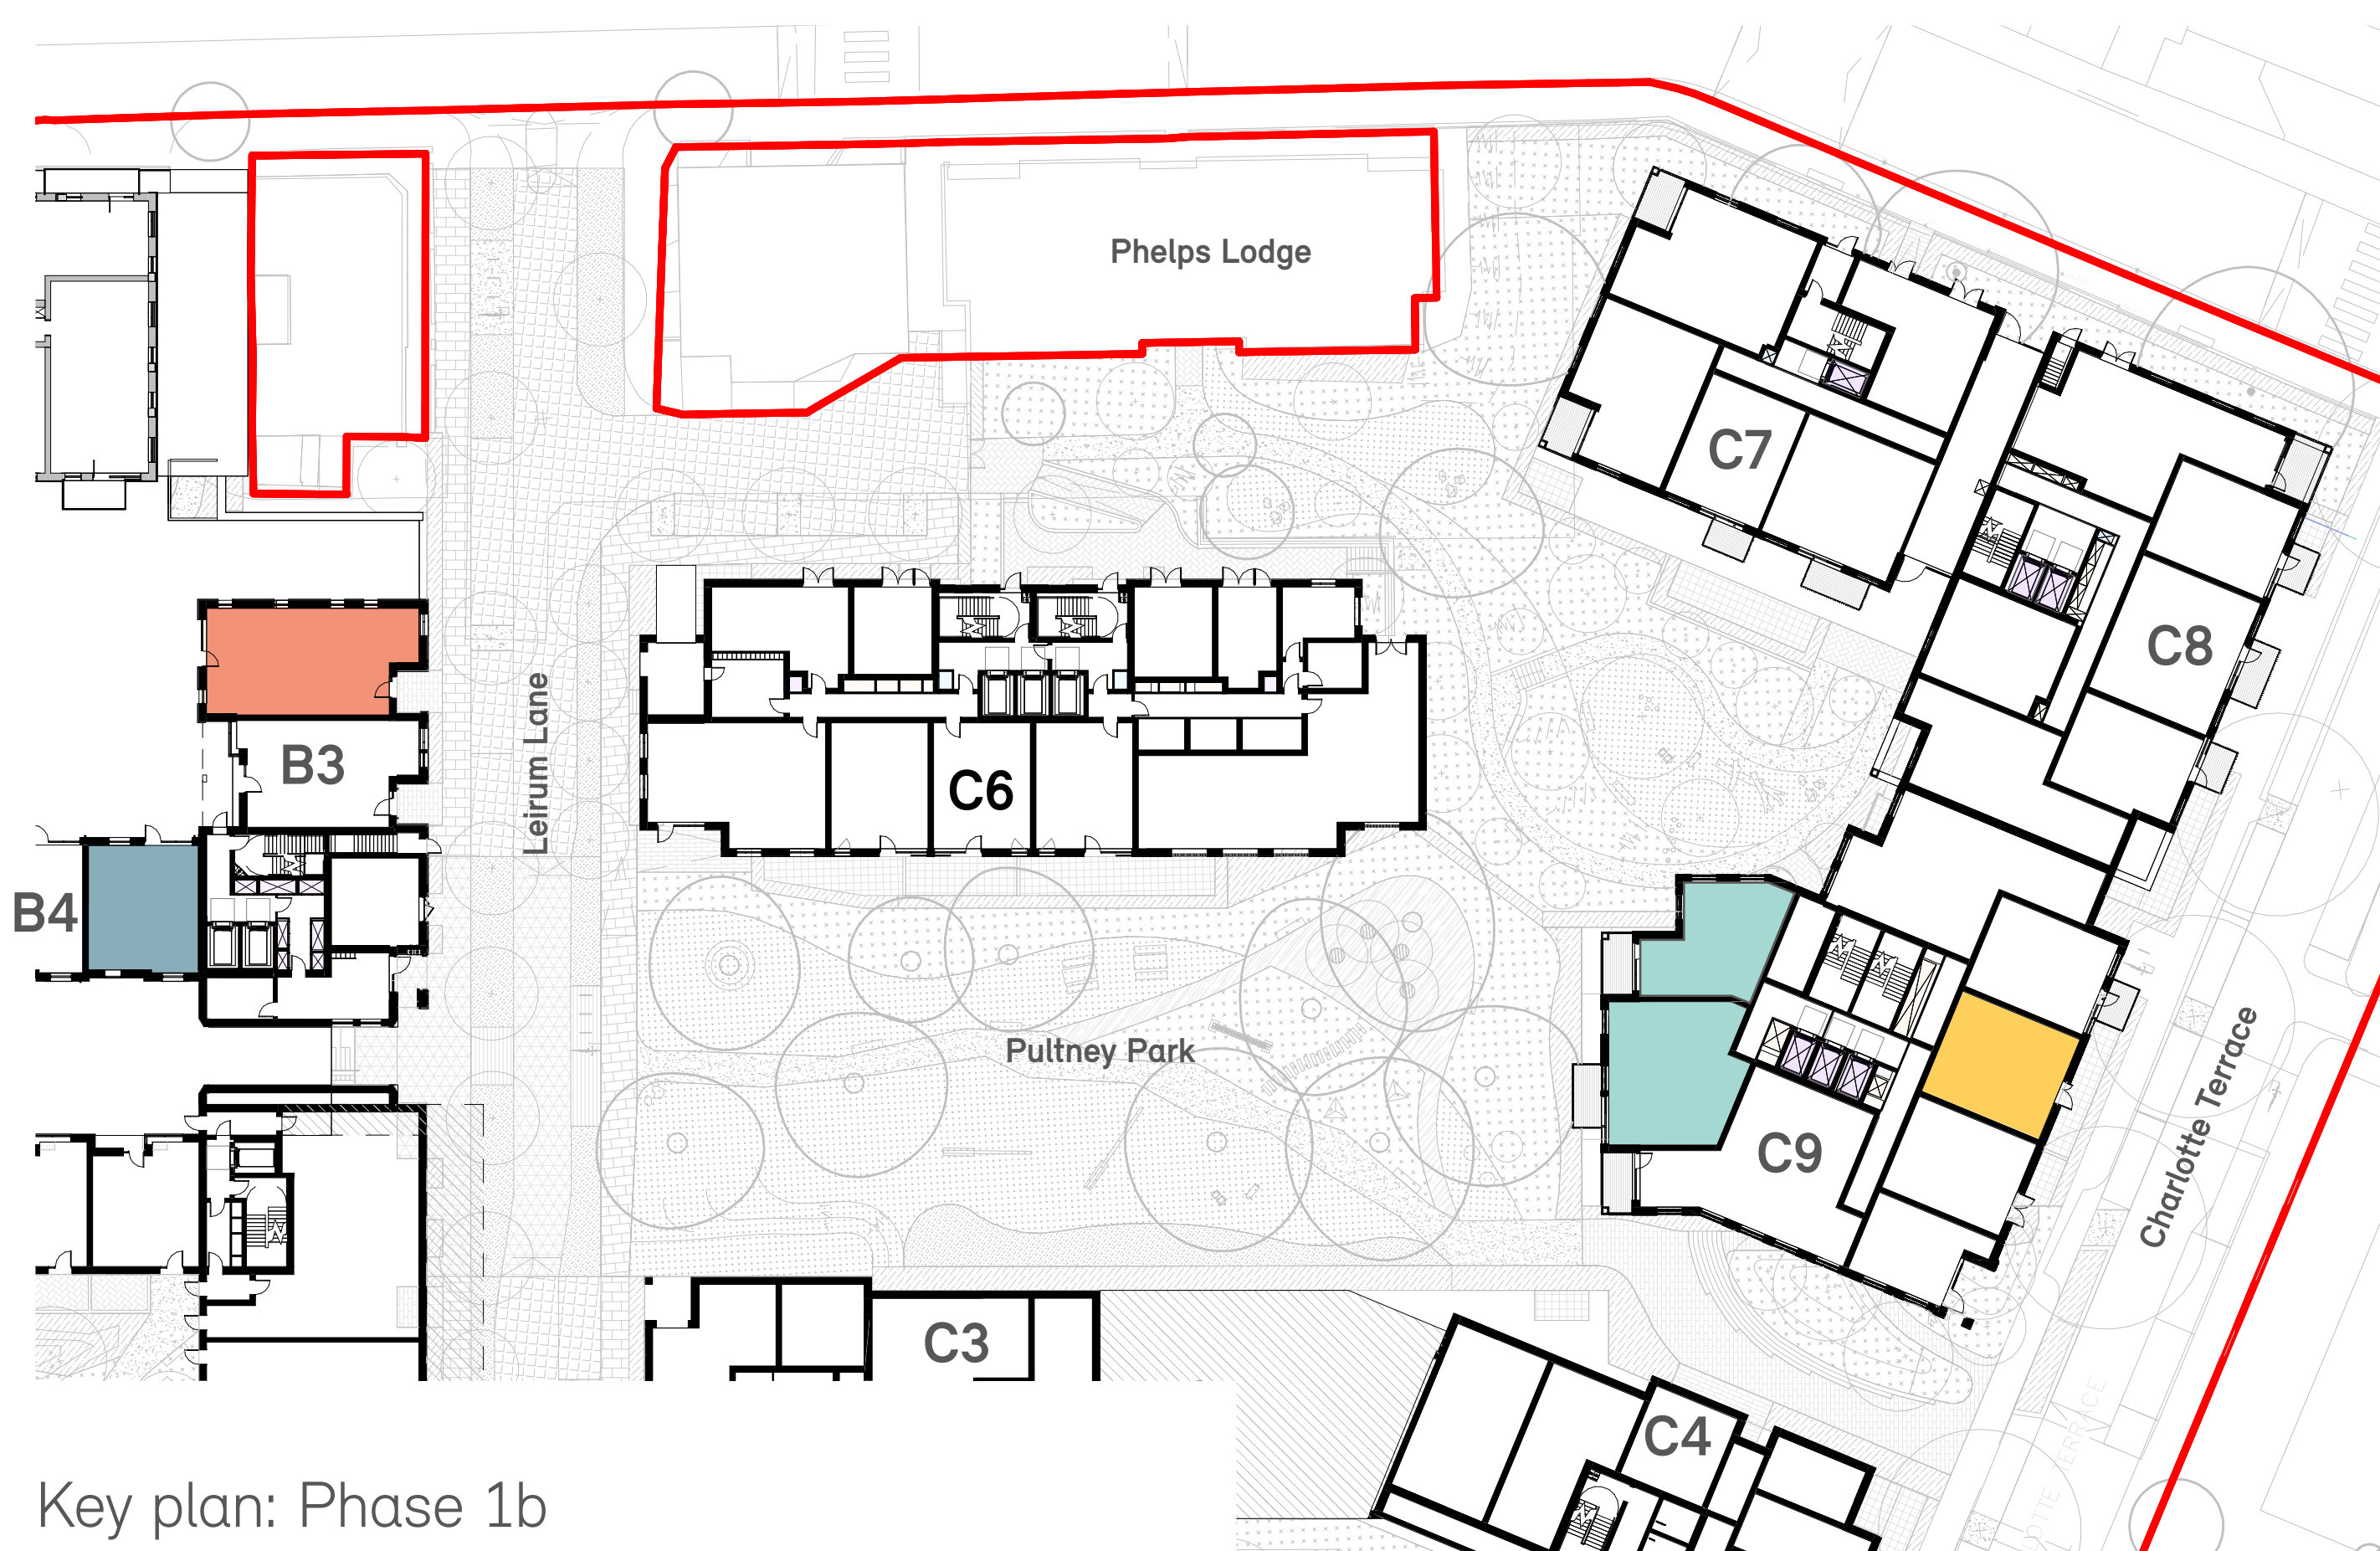 Phelps Lodge
C7
C8
Leirum Lane
B3
C6
B4
Pultney Park
C9
Charlotte Terrace
C3
C4
Key plan: Phase 1b